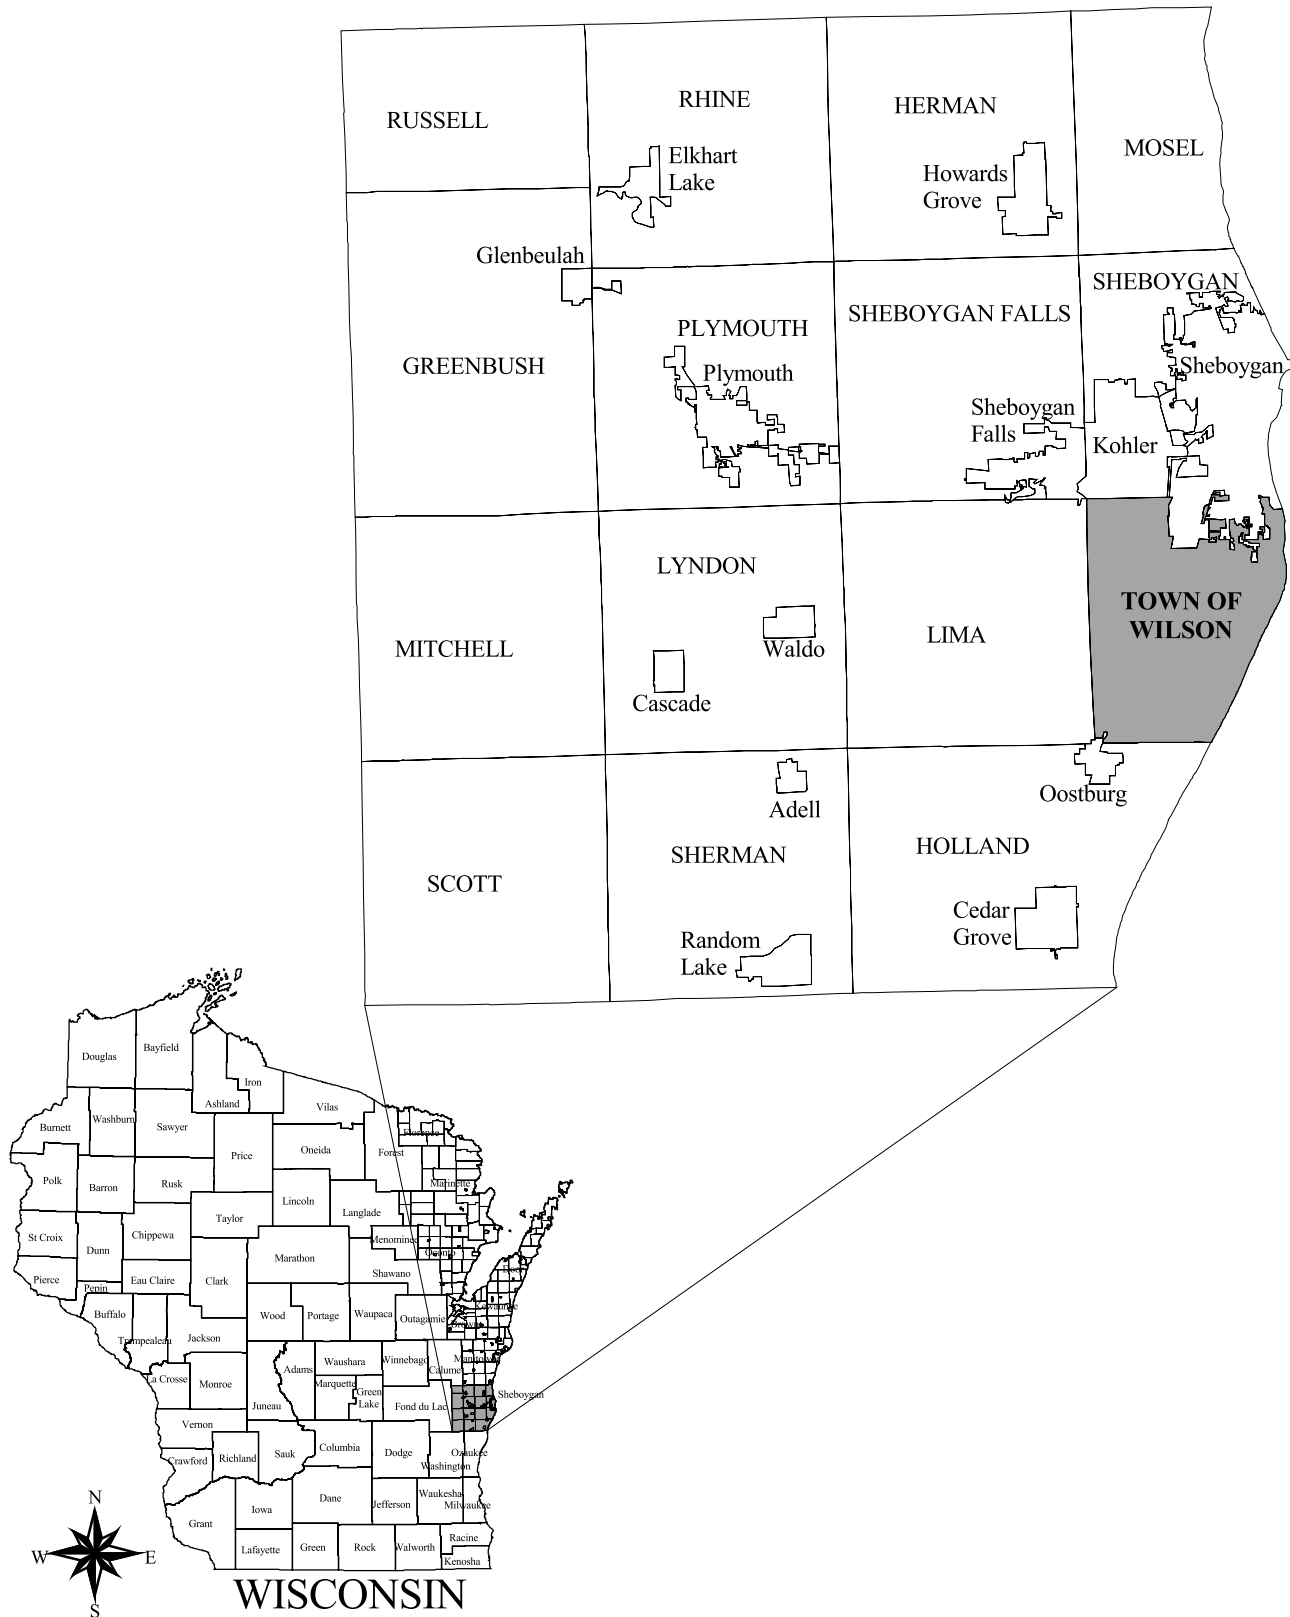 RUSSELL
RHINE
HERMAN
MOSEL
Elkhart
Lake
Howards
Grove
Glenbeulah
SHEBOYGAN
PLYMOUTH
SHEBOYGAN FALLS
GREENBUSH
Plymouth
Sheboygan
Sheboygan
Falls
Kohler
LYNDON
TOWN OF
WILSON
MITCHELL
Waldo
LIMA
Cascade
Adell
Oostburg
SHERMAN
HOLLAND
SCOTT
Cedar
Grove
Random
Lake
Douglas
Bayfield
Iron
Ashland
Vilas
Burnett
Washburn
Sawyer
Florence
Price
Oneida
Forest
Polk
Barron
Rusk
Marinette
Lincoln
Langlade
Taylor
St Croix
Chippewa
Menominee
Dunn
Oconto
Marathon
Door
Shawano
Pierce
Pepin
Eau Claire
Clark
Kewaunee
Buffalo
Wood
Portage
Waupaca
Outagamie
Brown
Trempealeau
Jackson
Adams
Waushara
Winnebago
Manitowoc
Calumet
La Crosse
Monroe
Marquette
Green
Lake
Sheboygan
Juneau
Fond du Lac
Vernon
Crawford
Richland
Sauk
Columbia
Dodge
Ozaukee
Washington
Dane
Iowa
Jefferson
Waukesha
Milwaukee
Grant
Lafayette
Green
Rock
Walworth
Racine
Kenosha
N
W
E
S
WISCONSIN